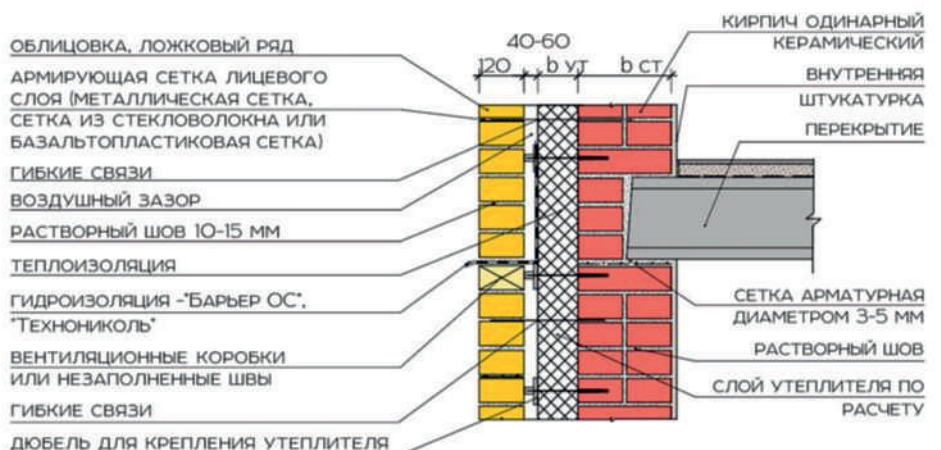 ОБЛИЦОВКА, ЛОЖКОВЫЙ РЯД
АРМИРУЮЩАЯ СЕТКА ЛИЦЕВОГО
СЛОЯ (МЕТАЛЛИЧЕСКАЯ СЕТКА,
СЕТКА ИЗ СТЕКЛОВОЛОКНА ИЛИ
БАЗАЛЬТОПЛАСТИКОВАЯ СЕТКА)
ГИБКИЕ СВЯЗИ
ВОЗДУШНЫЙ ЗАЗОР
РАСТВОРНЫЙ ШОВ 10-15 ММ
ТЕПЛОИЗОЛЯЦИЯ
ГИДРОИЗОЛЯЦИЯ -"БАРЬЕР ОС",
"Технониколь"
ВЕНТИЛЯЦИОННЫЕ КОРОБКИ
ИЛИ НЕЗАПОЛНЕННЫЕ ШВЫ
ГИБКИЕ СВЯЗИ
ДЮБЕЛЬ ДЛЯ КРЕПЛЕНИЯ УТЕПЛИТЕЛЯ
40-60
120 b ут b ст
КИРПИЧ ОДИНАРНЫЙ
КЕРАМИЧЕСКИЙ
ВНУТРЕННЯЯ
ШТУКАТУРКА
ПЕРЕКРЫТИЕ
СЕТКА АРМАТУРНАЯ
ДИАМЕТРОМ 3-5 ММ
РАСТВОРНЫЙ ШОВ
СЛОЙ УТЕПЛИТЕЛЯ ПО
РАСЧЕТУ